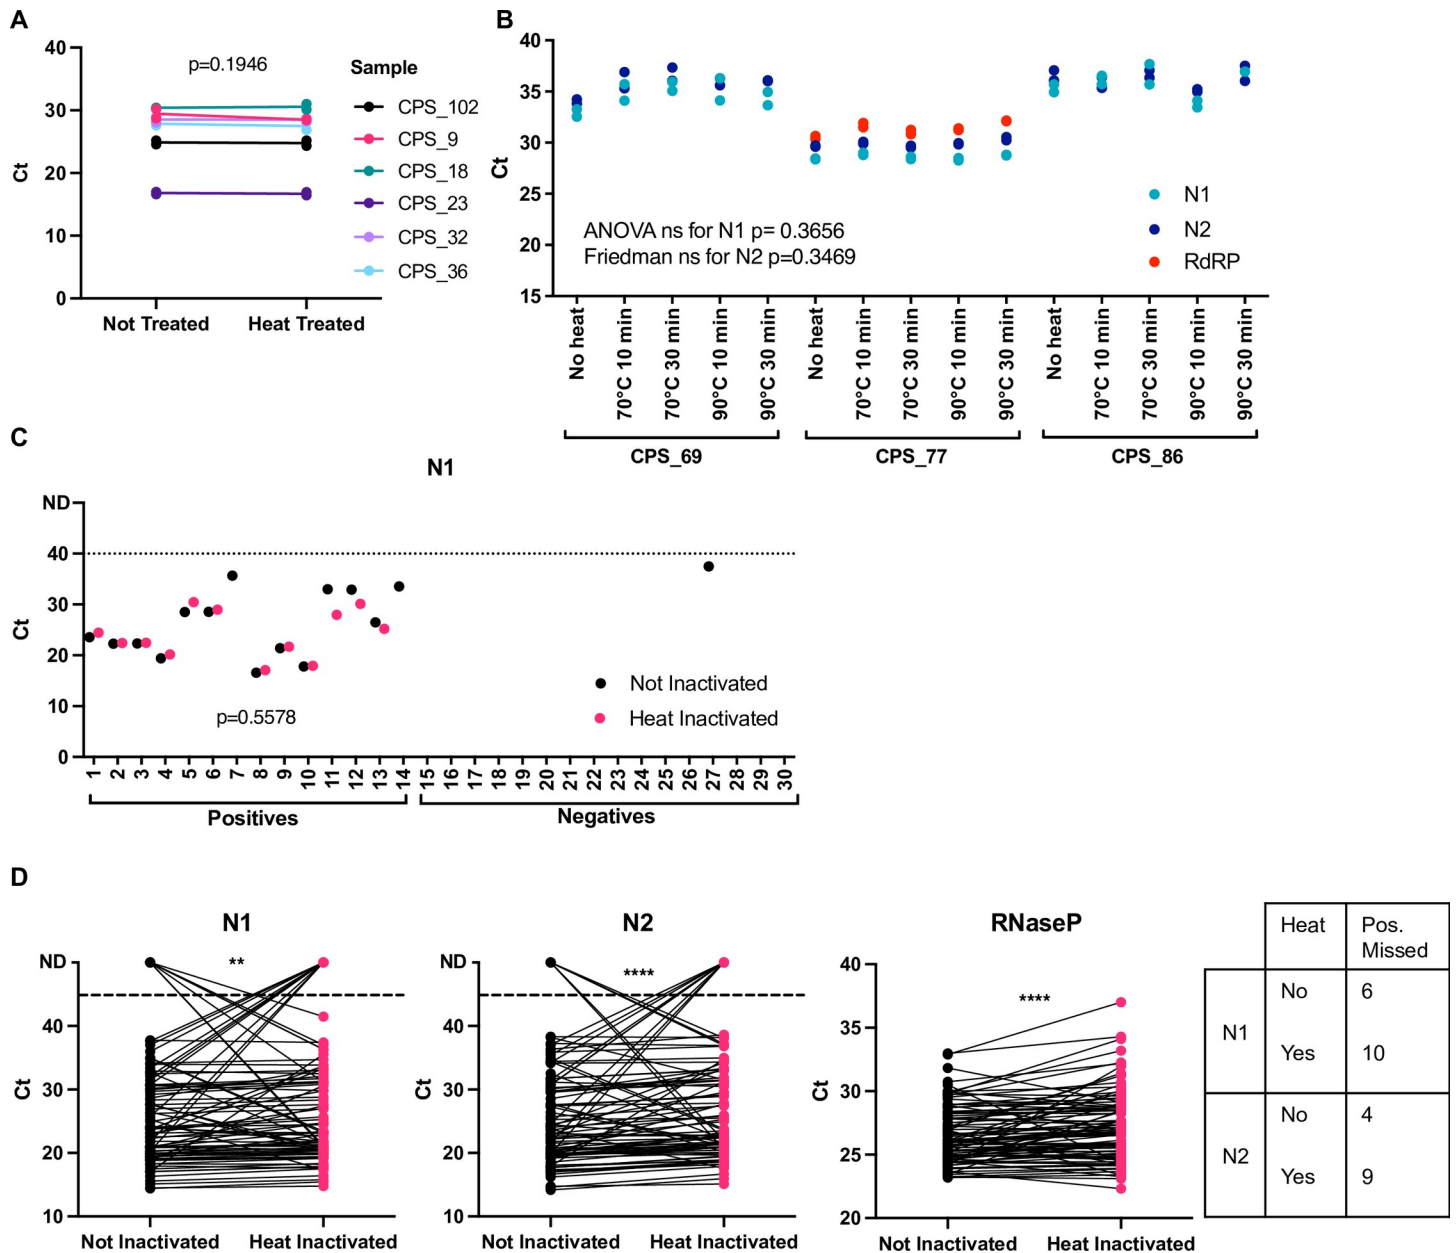 A
40
30
20
10
0
Ct
p=0.1946
Not Treated
Heat Treated
Sample
CPS_102
CPS_9
CPS_18
CPS_23
CPS_32
CPS_36
B
40
35
30
25
20
15
Ct
ANOVA ns for N1 p= 0.3656
Friedman ns for N2 p=0.3469
N1
N2
RdRP
No heat
70°C 10 min
70°C 30 min
90°C 10 min
90°C 30 min
No heat
70°C 10 min
70°C 30 min
90°C 10 min
90°C 30 min
No heat
70°C 10 min
70°C 30 min
90°C 10 min
90°C 30 min
CPS_69
CPS_77
CPS_86
C
N1
ND
40
30
20
10
0
Ct
p=0.5578
Not Inactivated
Heat Inactivated
1
2
3
4
5
6
7
8
9
10
11
12
13
14
15
16
17
18
19
20
21
22
23
24
25
26
27
28
29
30
Positives
Negatives
D
N1
ND
40
30
20
10
Ct
**
Not Inactivated
Heat Inactivated
N2
ND
40
30
20
10
Ct
****
Not Inactivated
Heat Inactivated
RNaseP
40
35
30
25
20
Ct
****
Not Inactivated
Heat Inactivated
Heat
Pos.
Missed
N1
No
6
Yes
10
N2
No
4
Yes
9